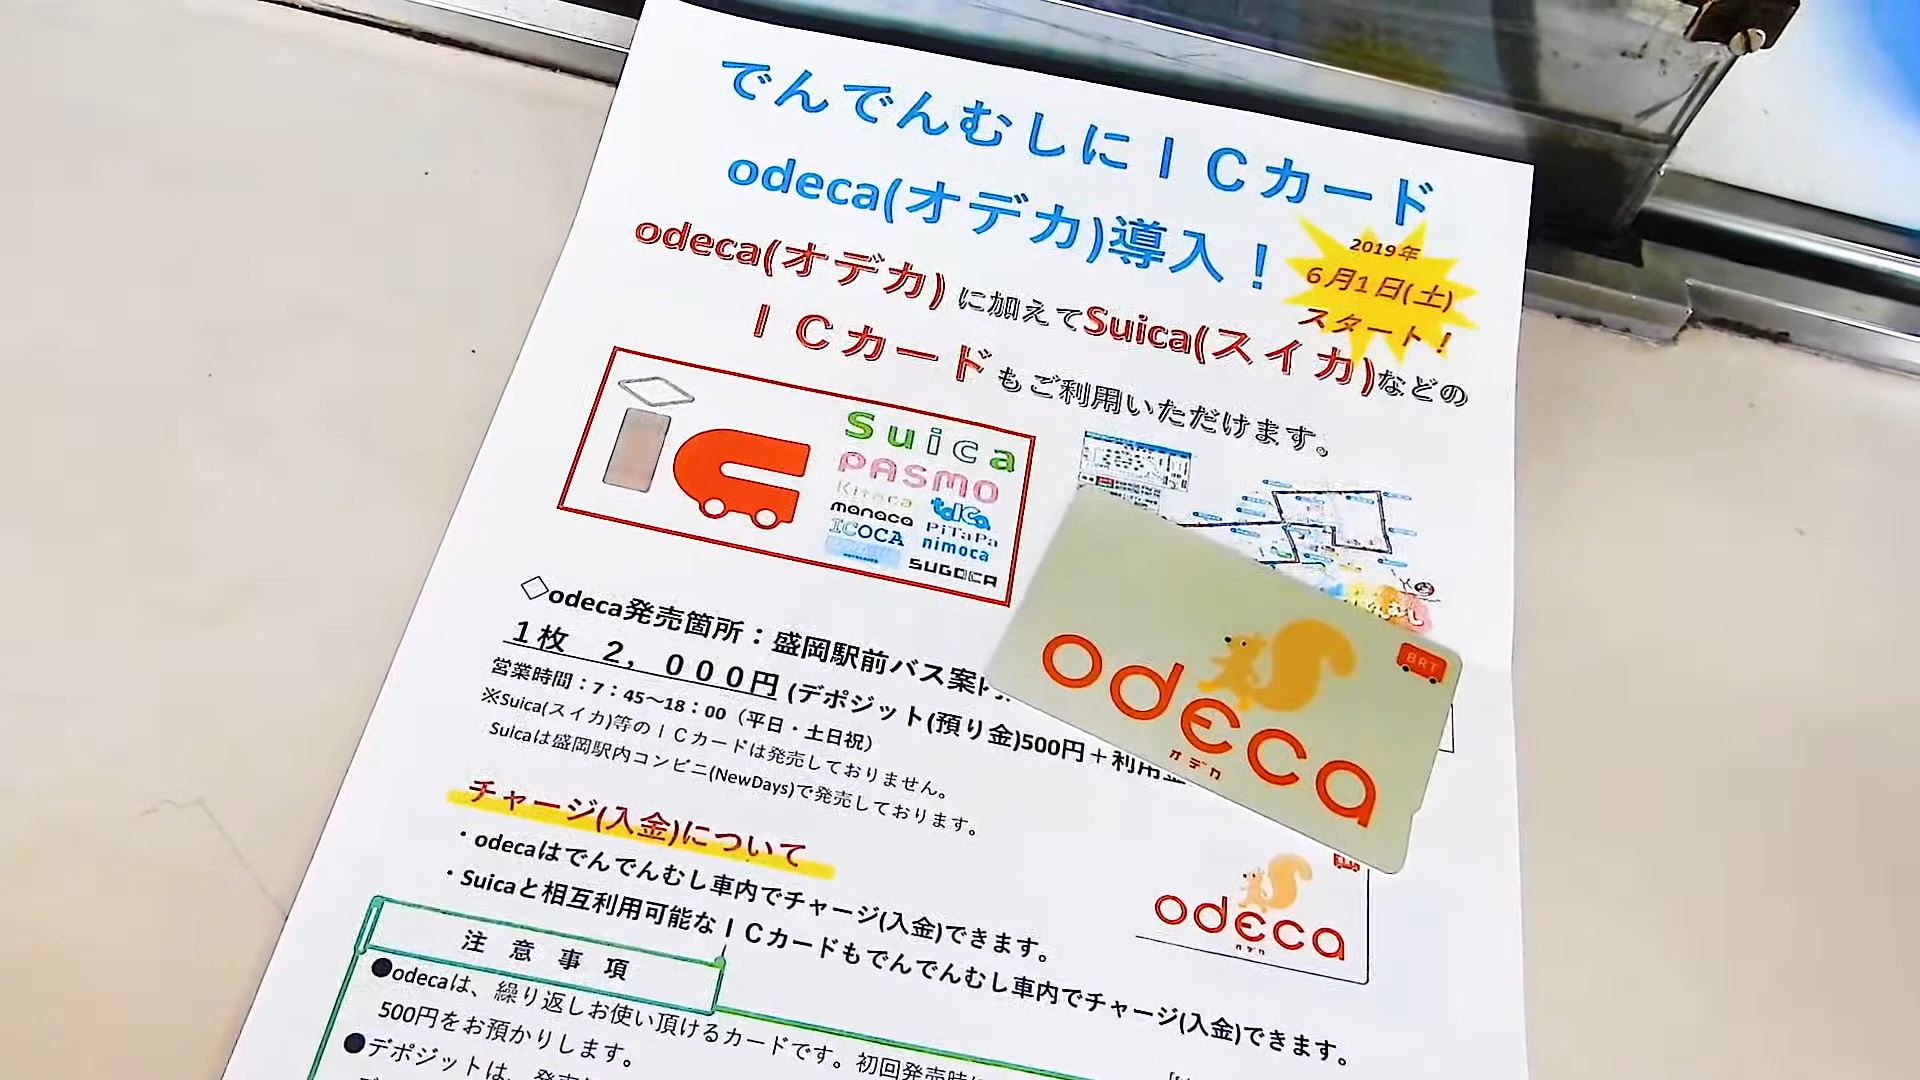 でんでんむしにＩＣカード
odeca(オデカ)導入！
2019年
6月1日(土)
スタート！
odeca(オデカ) に加えてSuica(スイカ)などの
ＩＣカードもご利用いただけます。
Suica
PASMO
Kitaca
manaca
toica
PiTaPa
ICOCA
nimoca
SUGOCA
◇odeca発売箇所：盛岡駅前バス案内
１枚　２，０００円 (デポジット(預り金)500円＋利用
営業時間：7：45～18：00（平日・土日祝）
※Suica(スイカ)等のＩＣカードは発売しておりません。
Suicaは盛岡駅内コンビニ(NewDays)で発売しております。
BRT
odeca
オデカ
チャージ(入金)について
・odecaはでんでんむし車内でチャージ(入金)できます。
・Suicaと相互利用可能なＩＣカードもでんでんむし車内でチャージ(入金)できます。
odeca
オデカ
注　意　事　項
●odecaは、繰り返しお使い頂けるカードです。初回発売時に
500円をお預かりします。
●デポジットは、発売